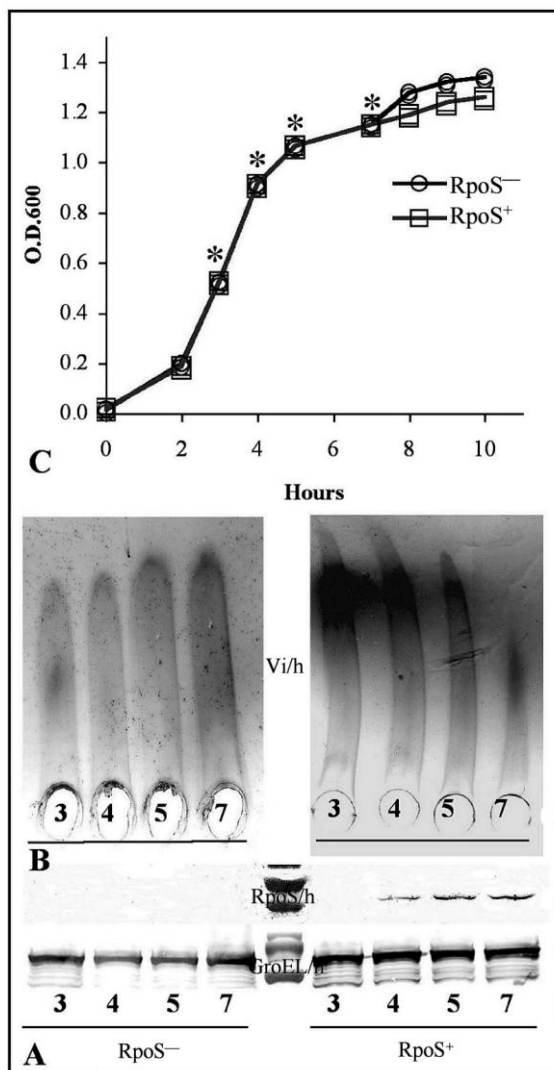 1.4
1.2
1.0
0.8
0.6
0.4
0.2
0.0
O.D.600
* * * *
RpoS—
RpoS+
0 2 4 6 8 10
C
Hours
Vi/h
3 4 5 7
3 4 5 7
B
RpoS/h
GroEL/h
3 4 5 7
3 4 5 7
A
RpoS—
RpoS+